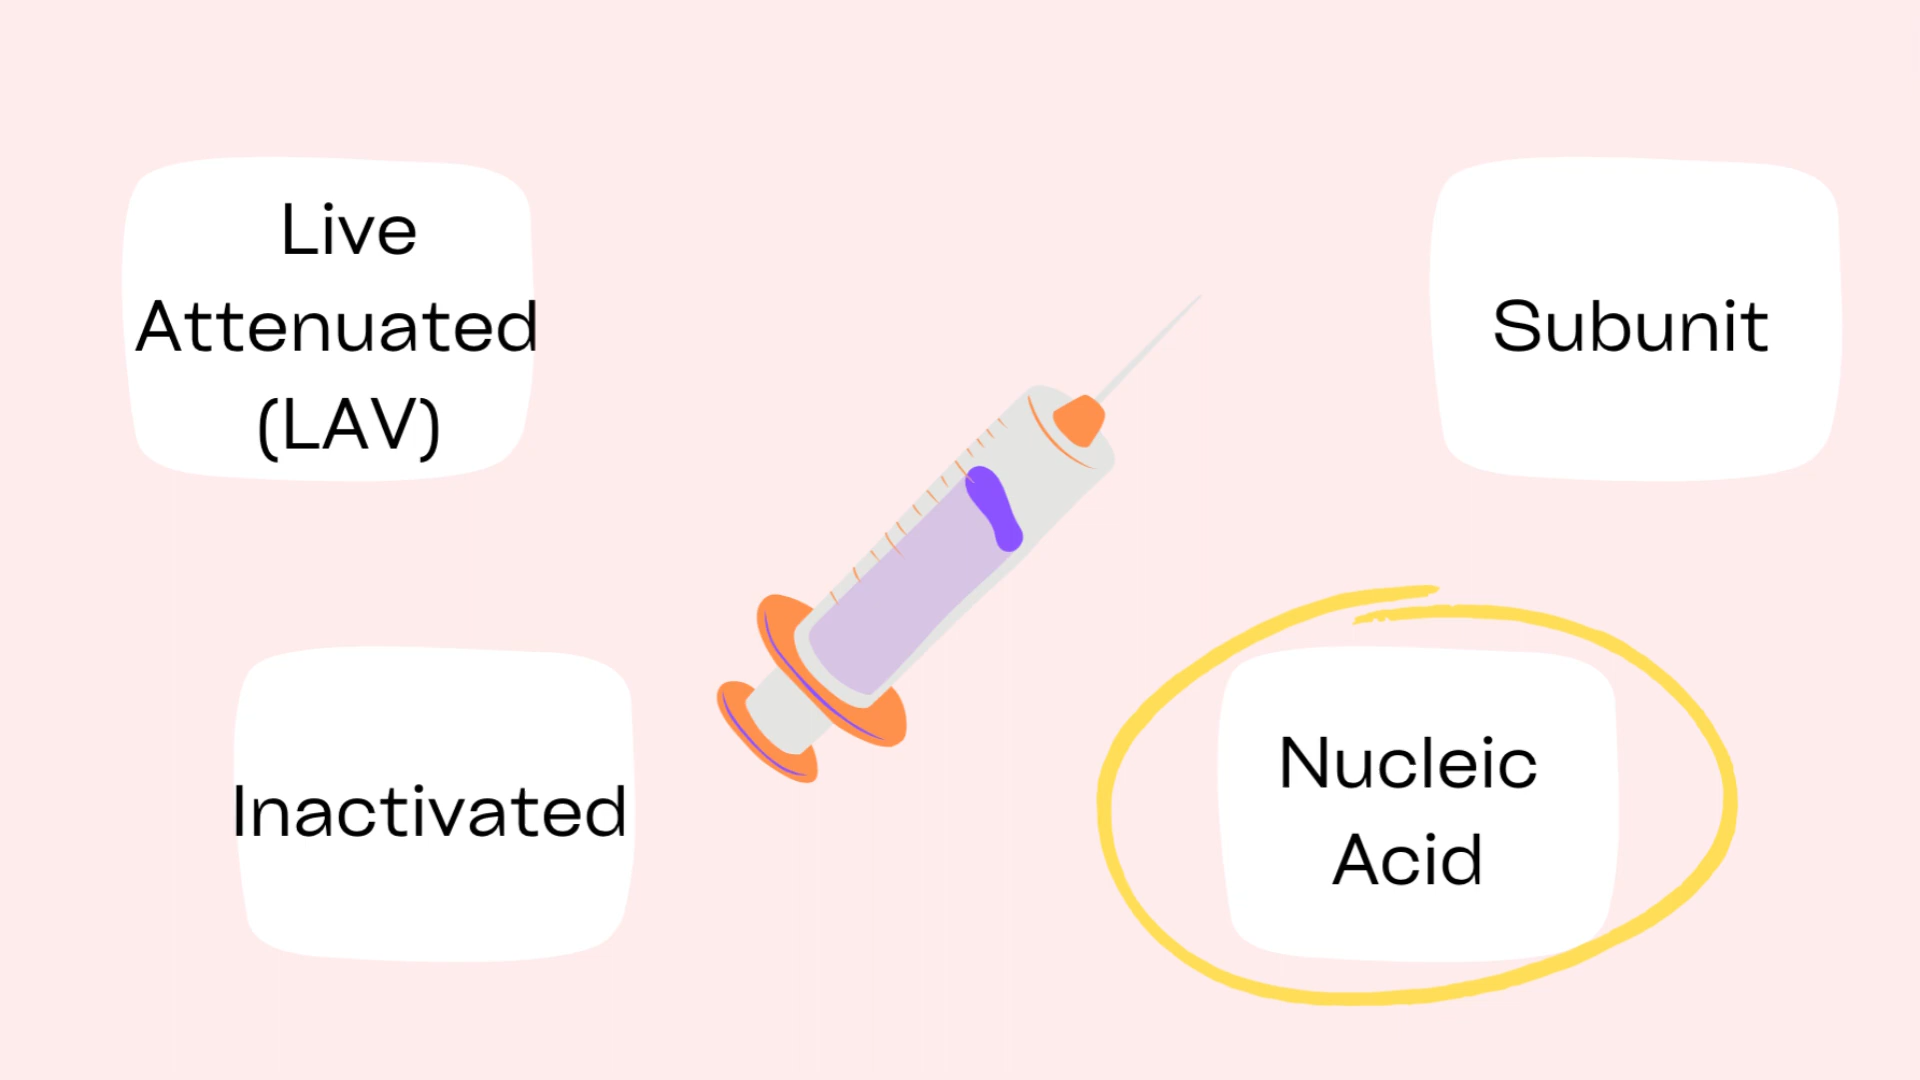 Live
Attenuated
(LAV)
Subunit
Inactivated
Nucleic
Acid